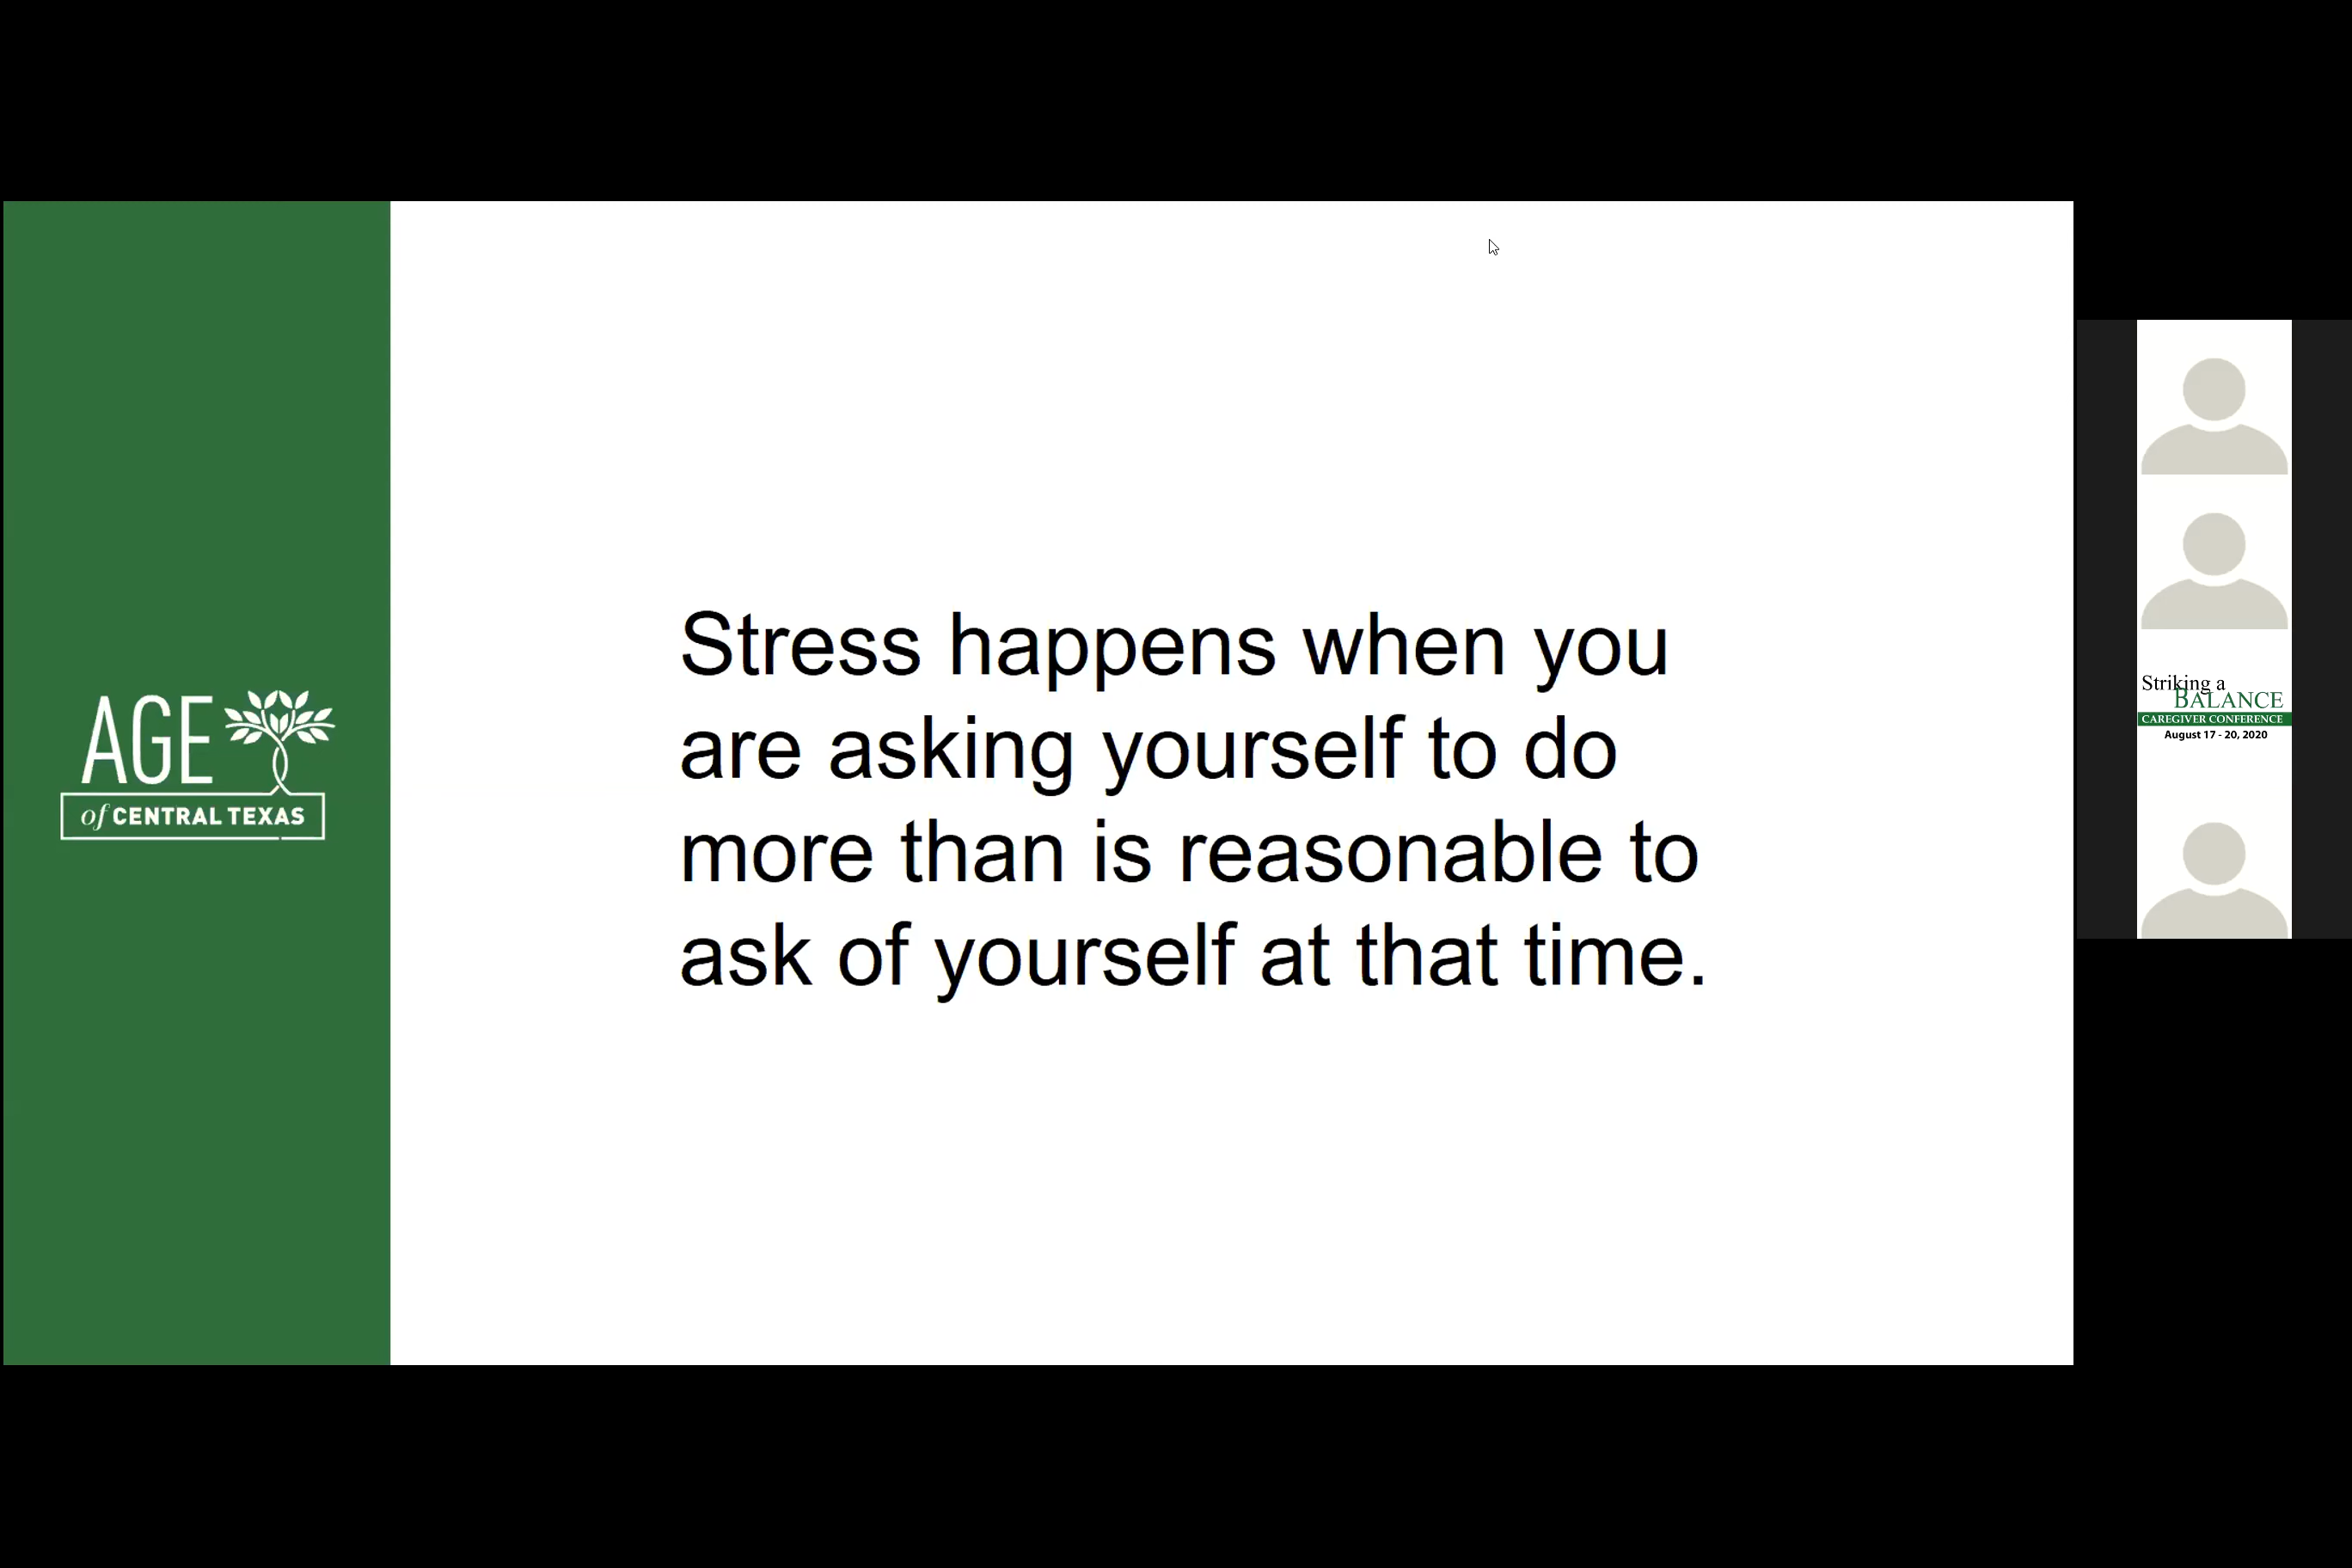 AGE
of CENTRAL TEXAS
Stress happens when you
are asking yourself to do
more than is reasonable to
ask of yourself at that time.
Striking a
BALANCE
CAREGIVER CONFERENCE
August 17 - 20, 2020